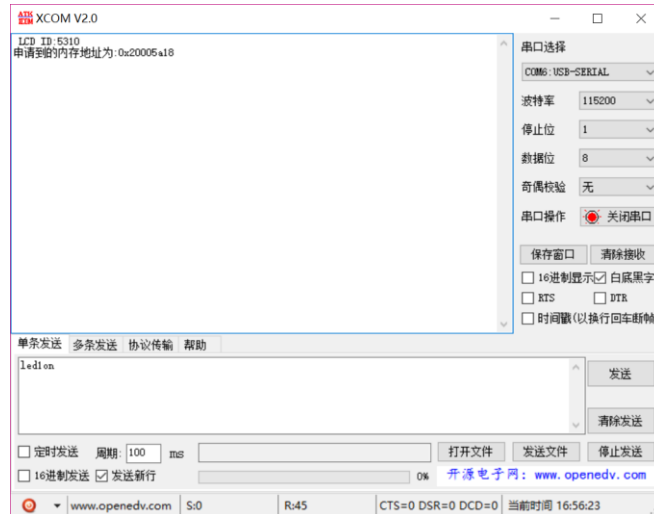 ATK XCOM V2.0
LCD ID:5310
申请到的内存地址为:0x20005a18
串口选择
COM6:USB-SERIAL
波特率 115200
停止位 1
数据位 8
奇偶校验 无
串口操作 关闭串口
保存窗口 清除接收
16进制显示 白底黑字
RTS DTR
时间戳(以换行回车断帧
单条发送 多条发送 协议传输 帮助
led1on
发送
清除发送
定时发送 周期: 100 ms 打开文件 发送文件 停止发送
16进制发送 发送新行 0% 开源电子网: www.openedv.com
www.openedv.com S:0 R:45 CTS=0 DSR=0 DCD=0 当前时间 16:56:23